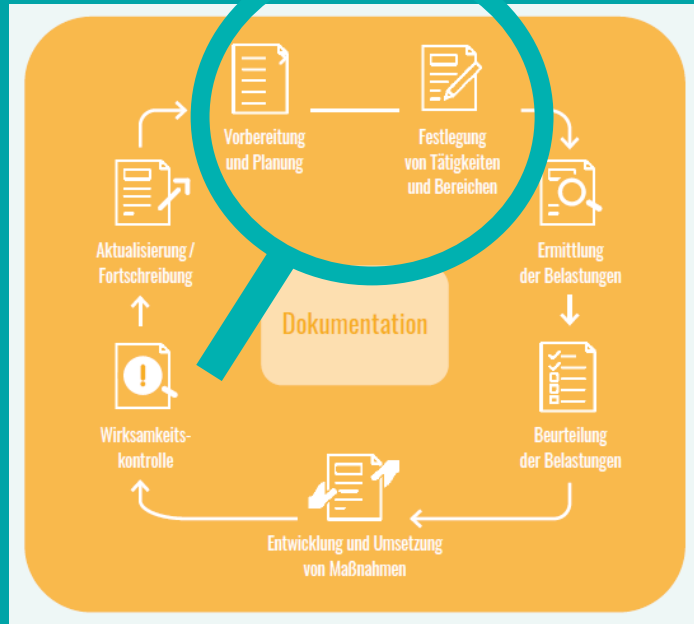 Vorbereitung
und Planung
Festlegung
von Tätigkeiten
und Bereichen
Ermittlung
der Belastungen
Beurteilung
der Belastungen
Entwicklung und Umsetzung
von Maßnahmen
Wirksamkeits-
kontrolle
Aktualisierung /
Fortschreibung
Dokumentation